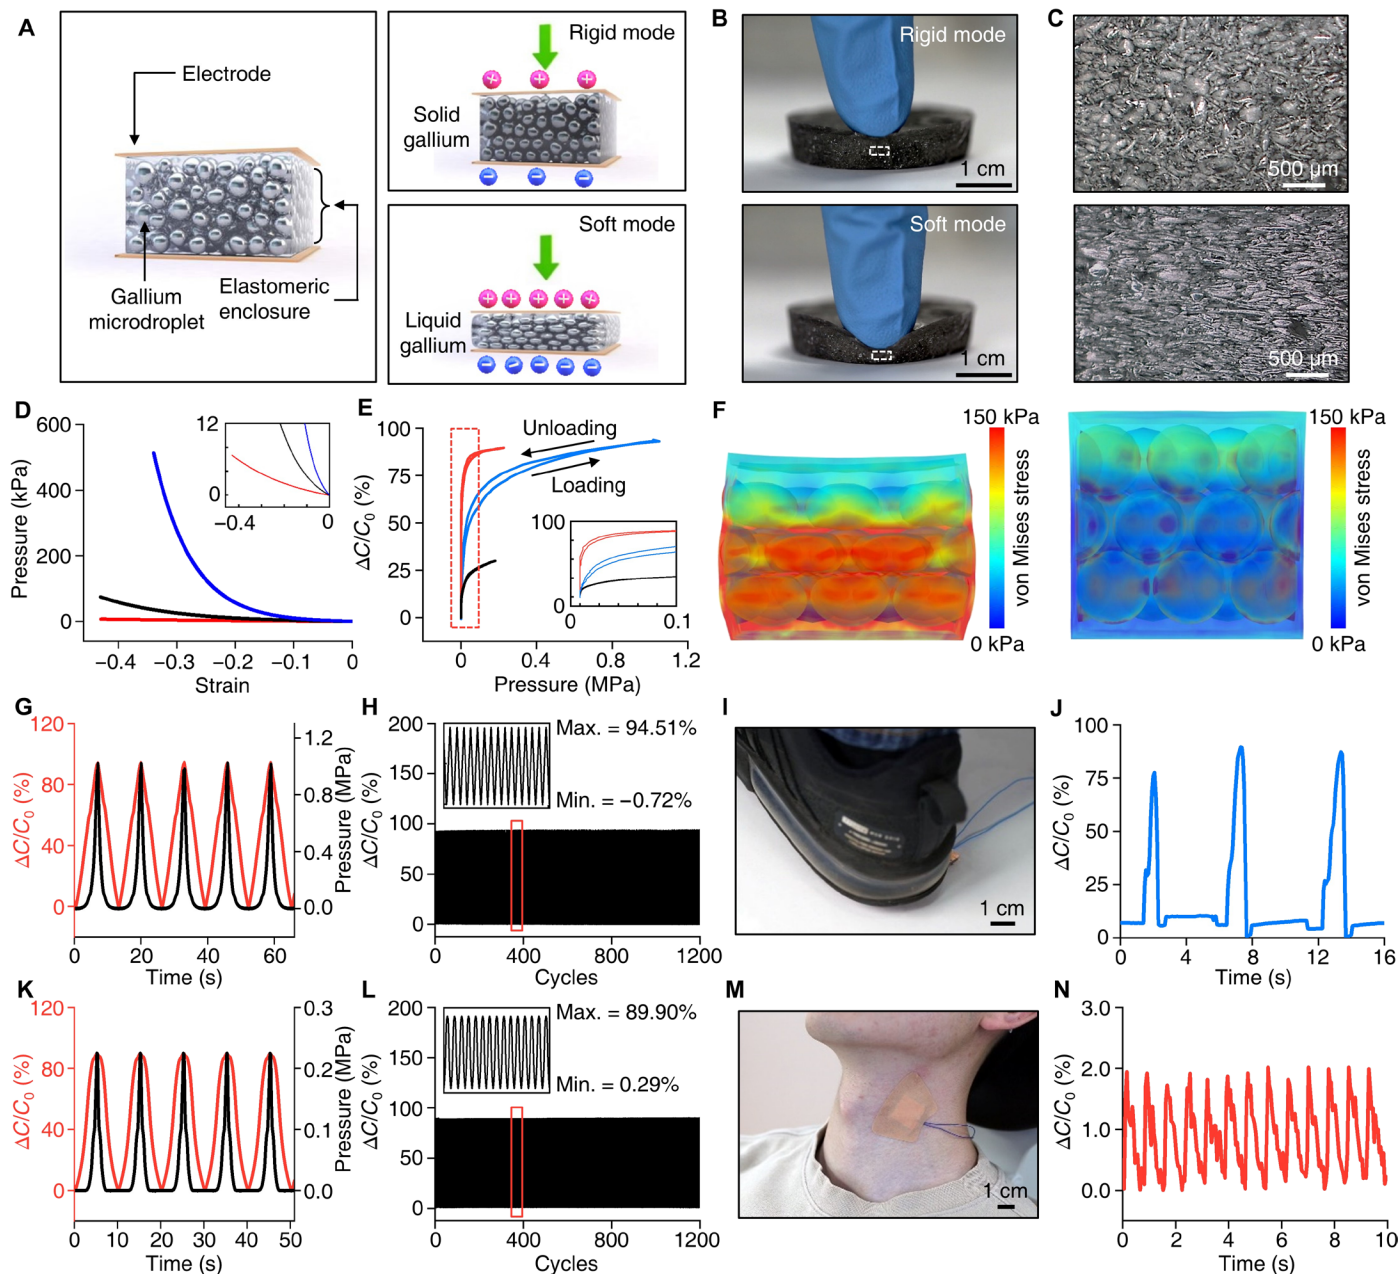 A
Electrode
Gallium
microdroplet
Elastomeric
enclosure
Rigid mode
Solid
gallium
Soft mode
Liquid
gallium
B
Rigid mode
1 cm
Soft mode
1 cm
C
500 µm
500 µm
D
Pressure (kPa)
600
400
200
0
−0.4
−0.3
−0.2
−0.1
0
Strain
12
0
−0.4
0
E
ΔC/C0 (%)
100
75
50
25
0
0
0.4
0.8
1.2
Pressure (MPa)
Unloading
Loading
100
0
0
0.1
F
150 kPa
von Mises stress
0 kPa
150 kPa
von Mises stress
0 kPa
G
ΔC/C0 (%)
120
80
40
0
0
20
40
60
Time (s)
1.2
0.8
0.4
0.0
Pressure (MPa)
H
ΔC/C0 (%)
200
150
100
50
0
Max. = 94.51%
Min. = −0.72%
0
400
800
1200
Cycles
I
1 cm
J
ΔC/C0 (%)
100
75
50
25
0
0
4
8
12
16
Time (s)
K
ΔC/C0 (%)
120
80
40
0
0
10
20
30
40
50
Time (s)
0.3
0.2
0.1
0.0
Pressure (MPa)
L
ΔC/C0 (%)
200
150
100
50
0
Max. = 89.90%
Min. = 0.29%
0
400
800
1200
Cycles
M
1 cm
N
ΔC/C0 (%)
3.0
2.0
1.0
0.0
0
2
4
6
8
10
Time (s)